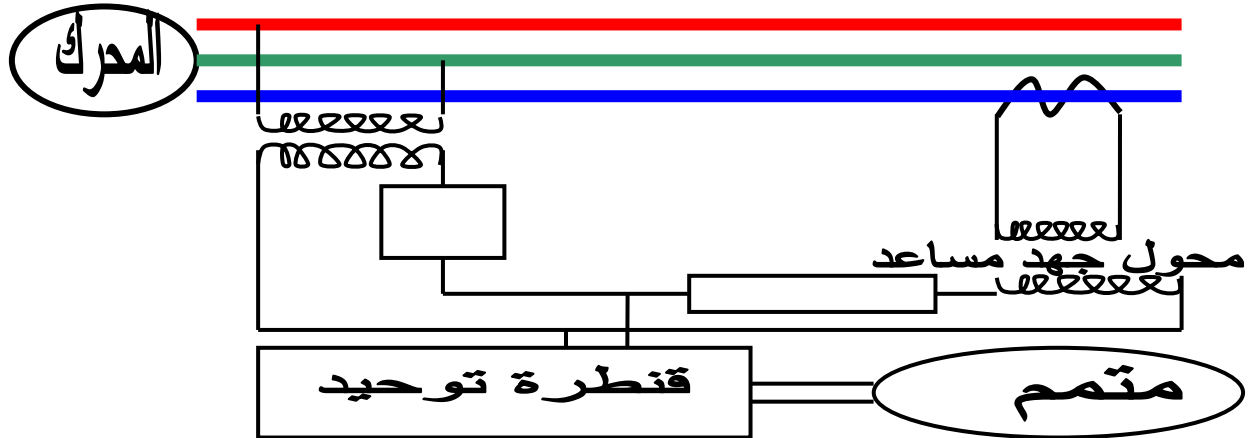 المحرك
محول جهد مساعد
قنطرة توحيد
متمم